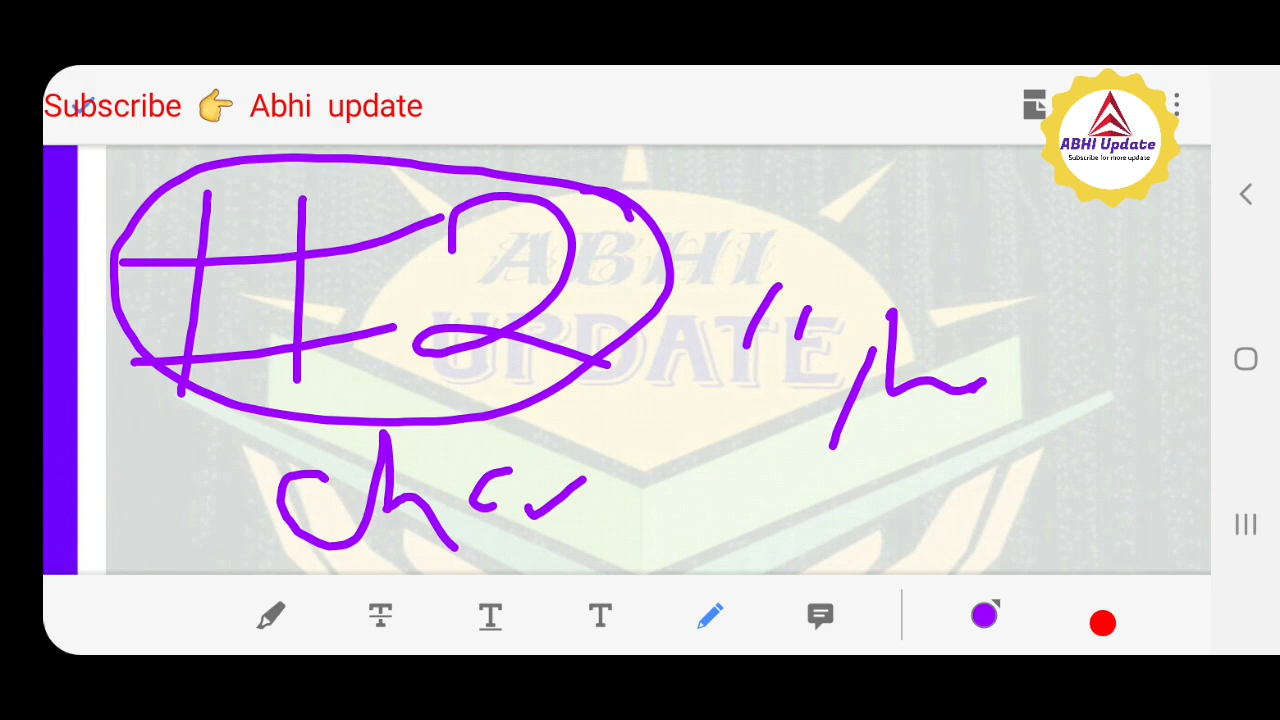 Subscribe 👉 Abhi update
ABHI Update
Subscribe for more update
#2
ABHI
UPDATE